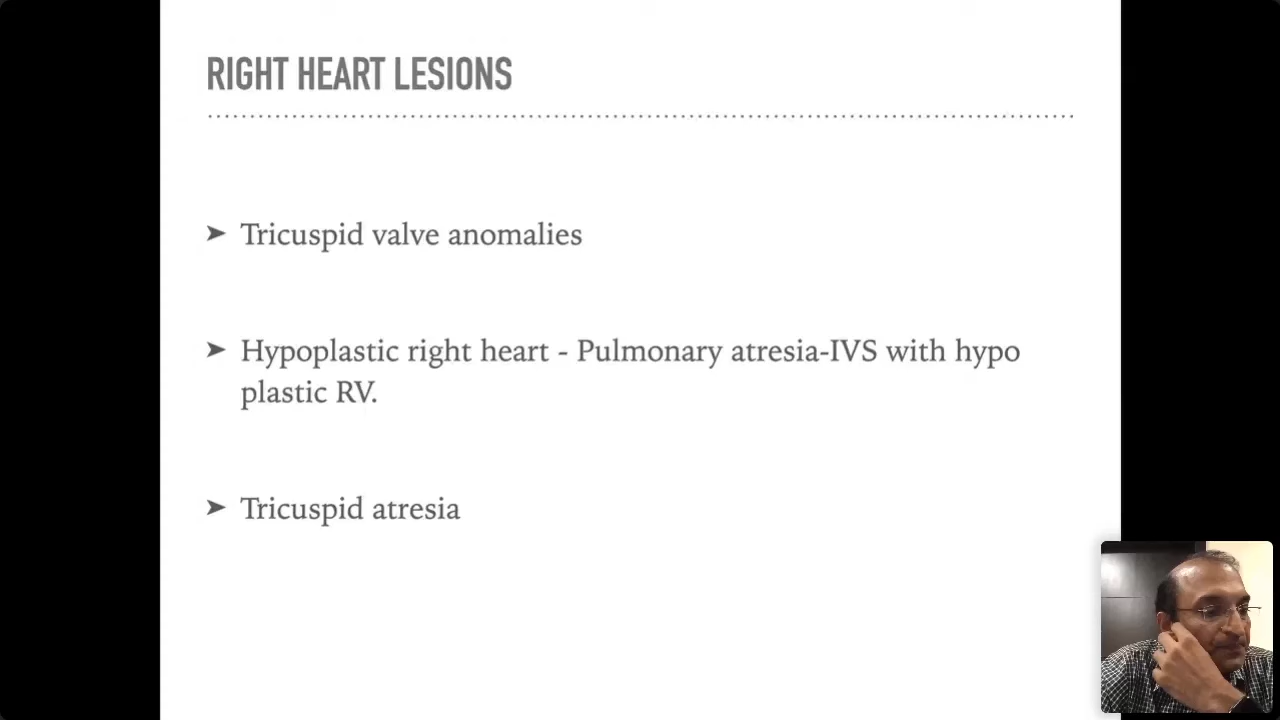 RIGHT HEART LESIONS
➤ Tricuspid valve anomalies
➤ Hypoplastic right heart - Pulmonary atresia-IVS with hypo
plastic RV.
➤ Tricuspid atresia